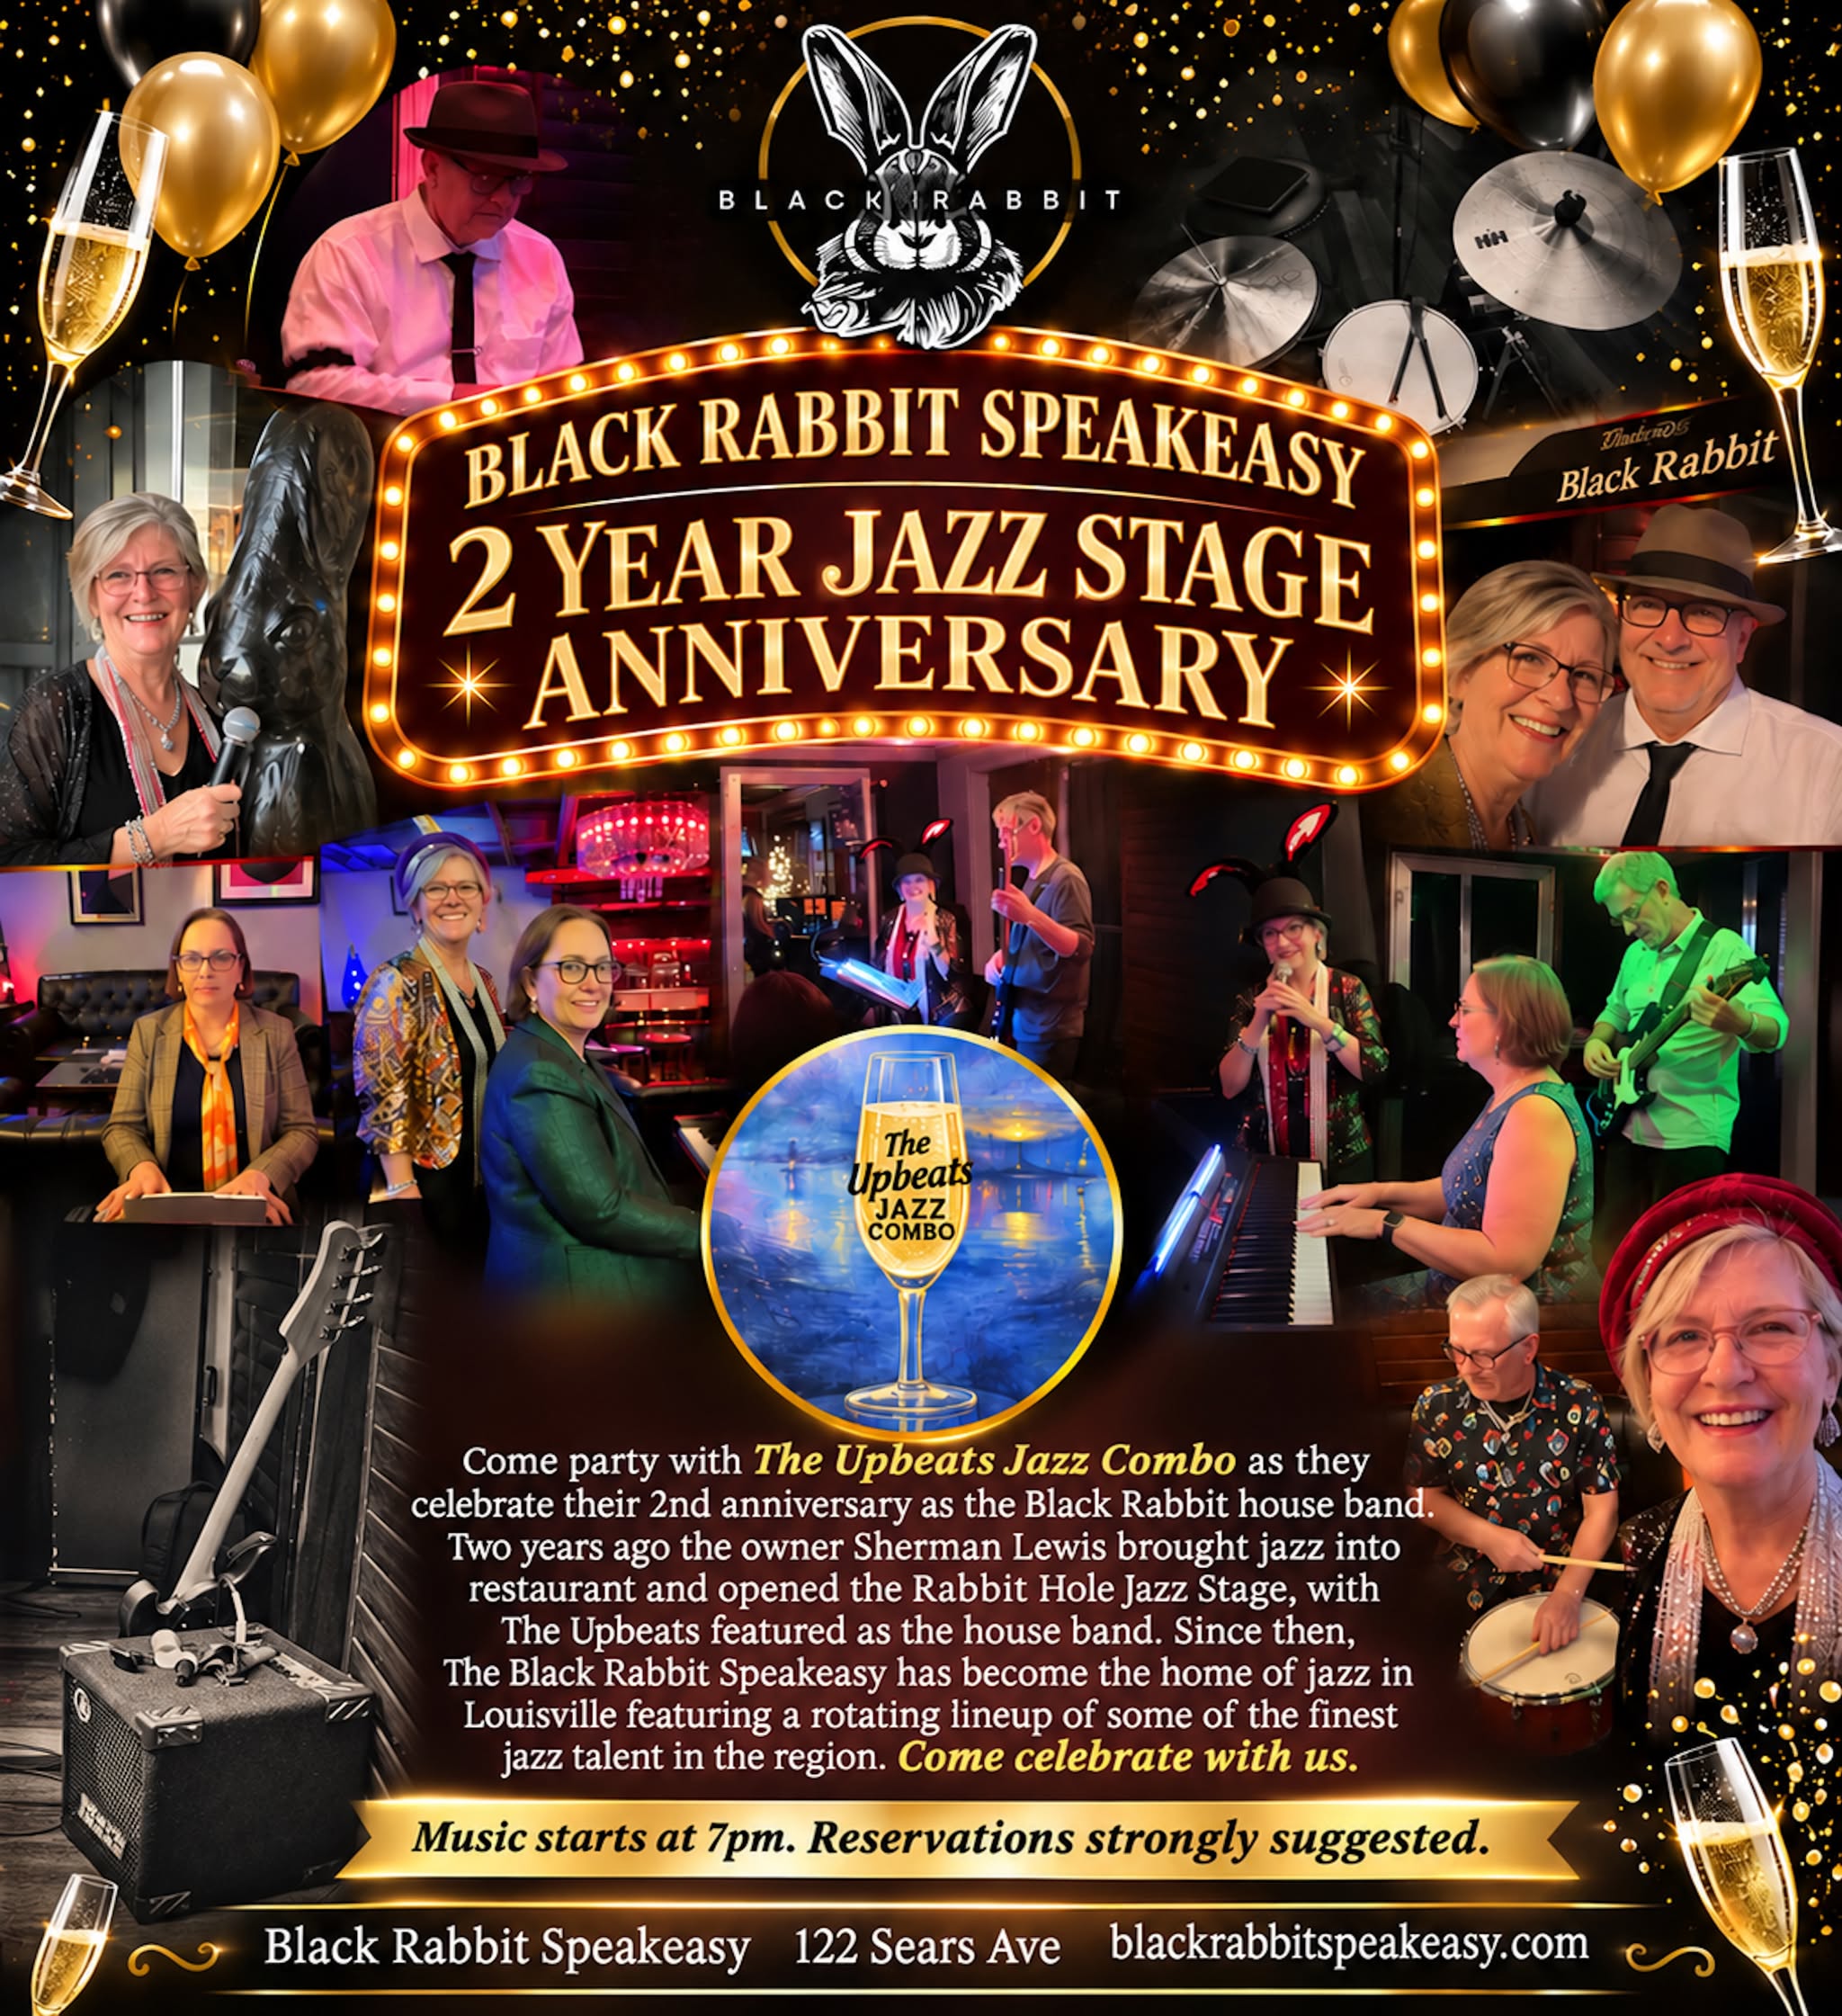 BLACK RABBIT
BLACK RABBIT SPEAKEASY
2 YEAR JAZZ STAGE
ANNIVERSARY
HH
Black Rabbit
The
Upbeats
JAZZ
COMBO
Come party with The Upbeats Jazz Combo as they
celebrate their 2nd anniversary as the Black Rabbit house band.
Two years ago the owner Sherman Lewis brought jazz into
restaurant and opened the Rabbit Hole Jazz Stage, with
The Upbeats featured as the house band. Since then,
The Black Rabbit Speakeasy has become the home of jazz in
Louisville featuring a rotating lineup of some of the finest
jazz talent in the region. Come celebrate with us.
Music starts at 7pm. Reservations strongly suggested.
Black Rabbit Speakeasy 122 Sears Ave blackrabbitspeakeasy.com